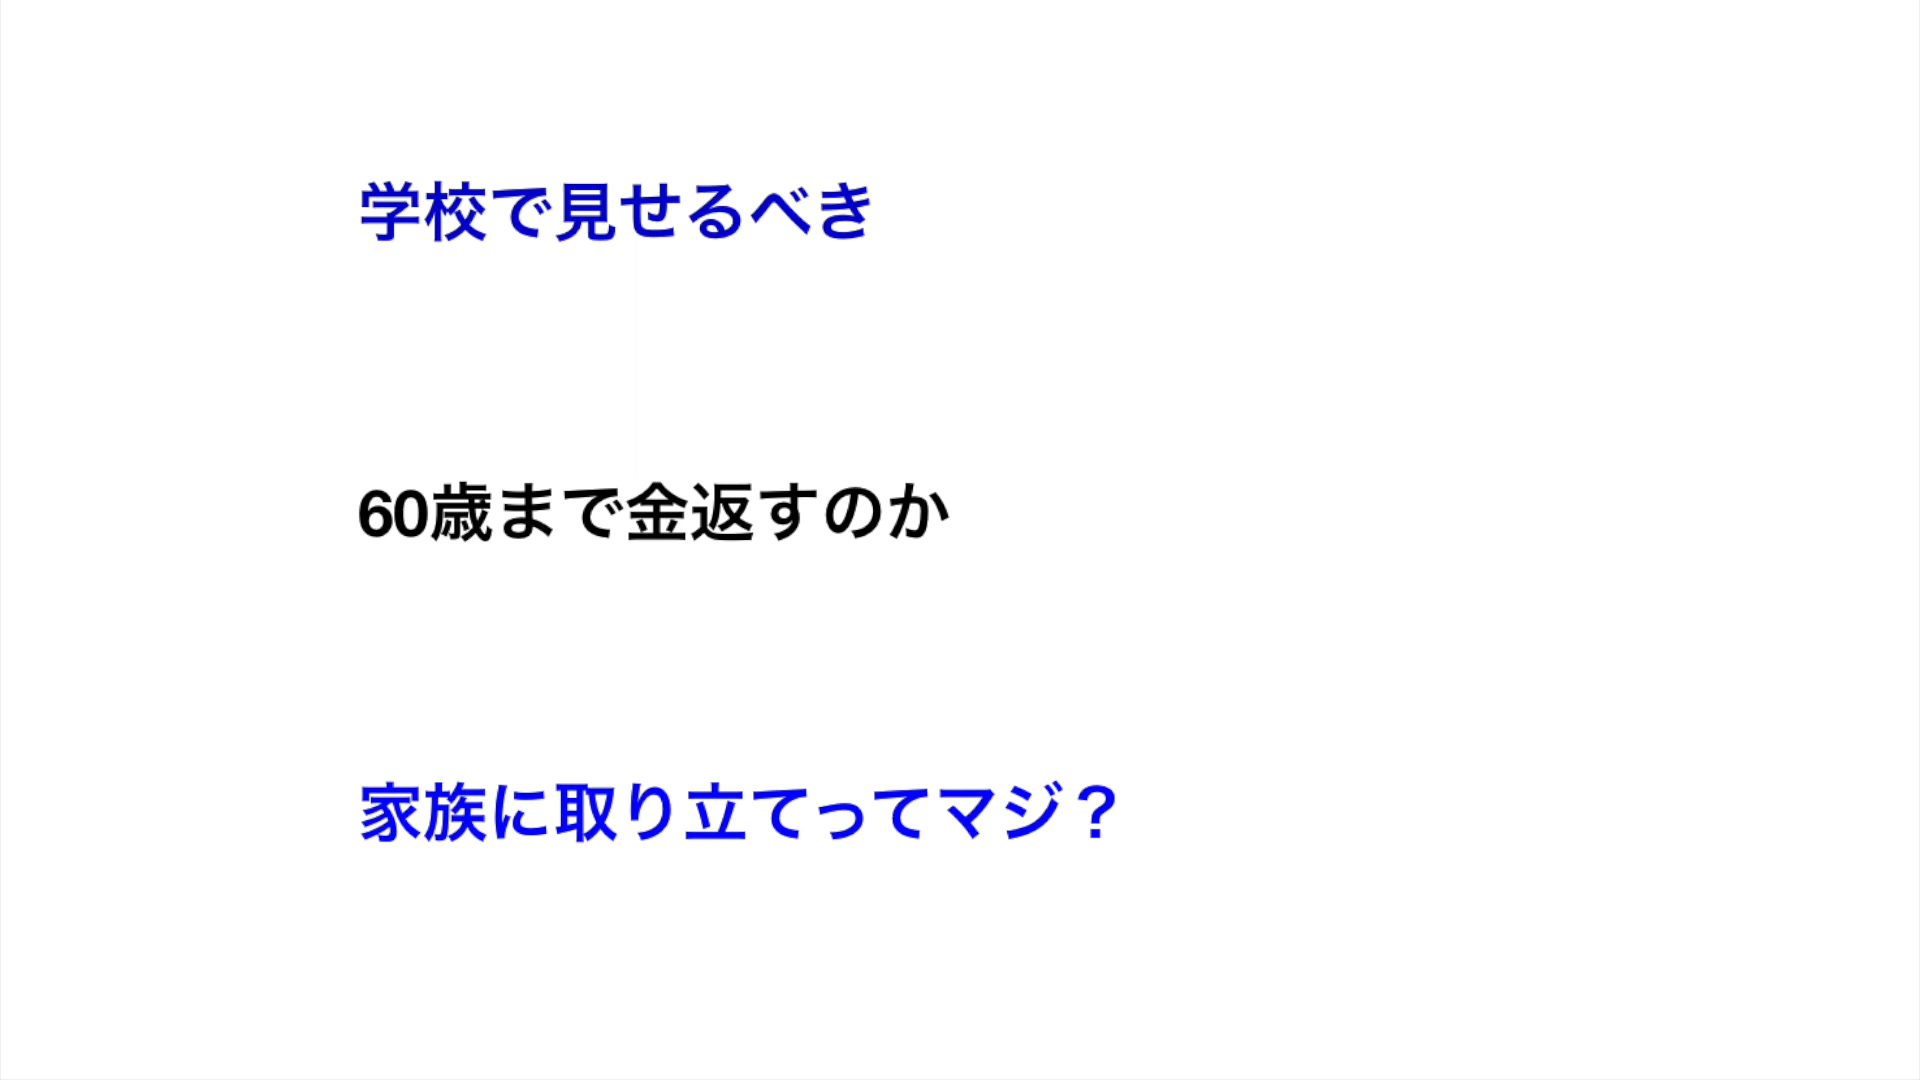 学校で見せるべき
60歳まで金返すのか
家族に取り立てってマジ？